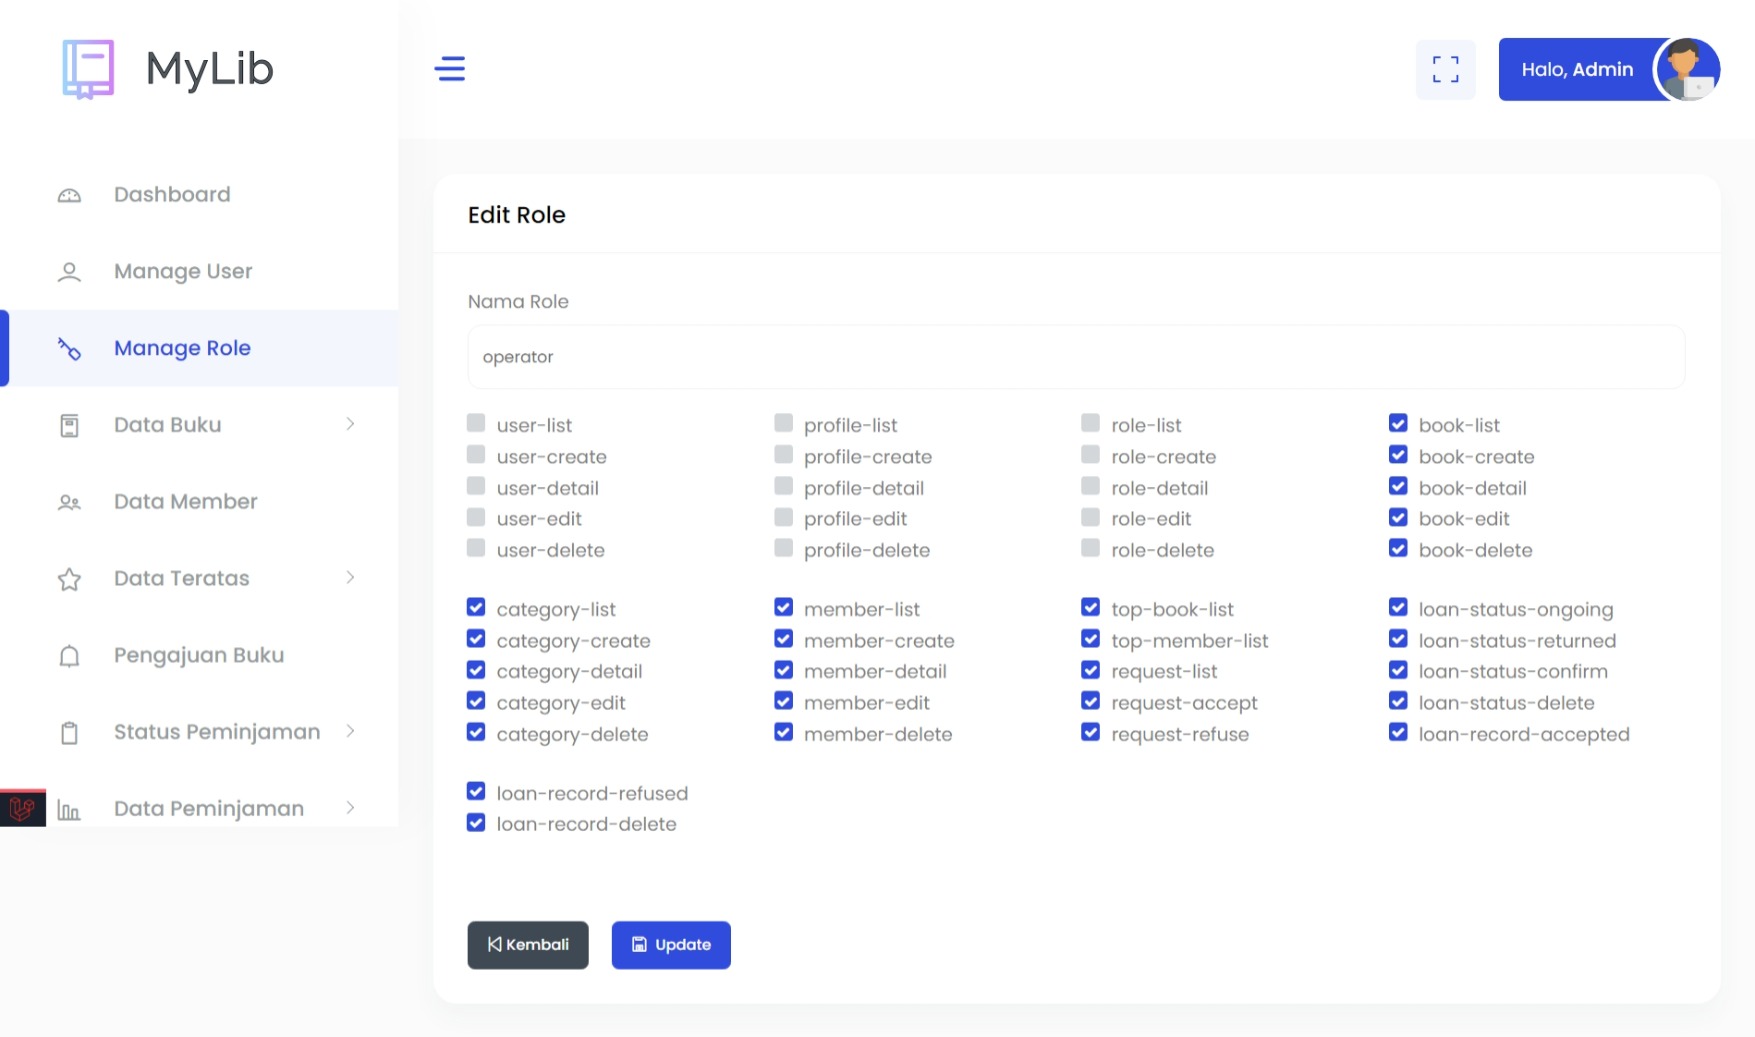 MyLib
Halo, Admin
Dashboard
Manage User
Manage Role
Data Buku
Data Member
Data Teratas
Pengajuan Buku
Status Peminjaman
Data Peminjaman
Edit Role
Nama Role
operator
user-list
user-create
user-detail
user-edit
user-delete
profile-list
profile-create
profile-detail
profile-edit
profile-delete
role-list
role-create
role-detail
role-edit
role-delete
book-list
book-create
book-detail
book-edit
book-delete
category-list
category-create
category-detail
category-edit
category-delete
member-list
member-create
member-detail
member-edit
member-delete
top-book-list
top-member-list
request-list
request-accept
request-refuse
loan-status-ongoing
loan-status-returned
loan-status-confirm
loan-status-delete
loan-record-accepted
loan-record-refused
loan-record-delete
Kembali
Update